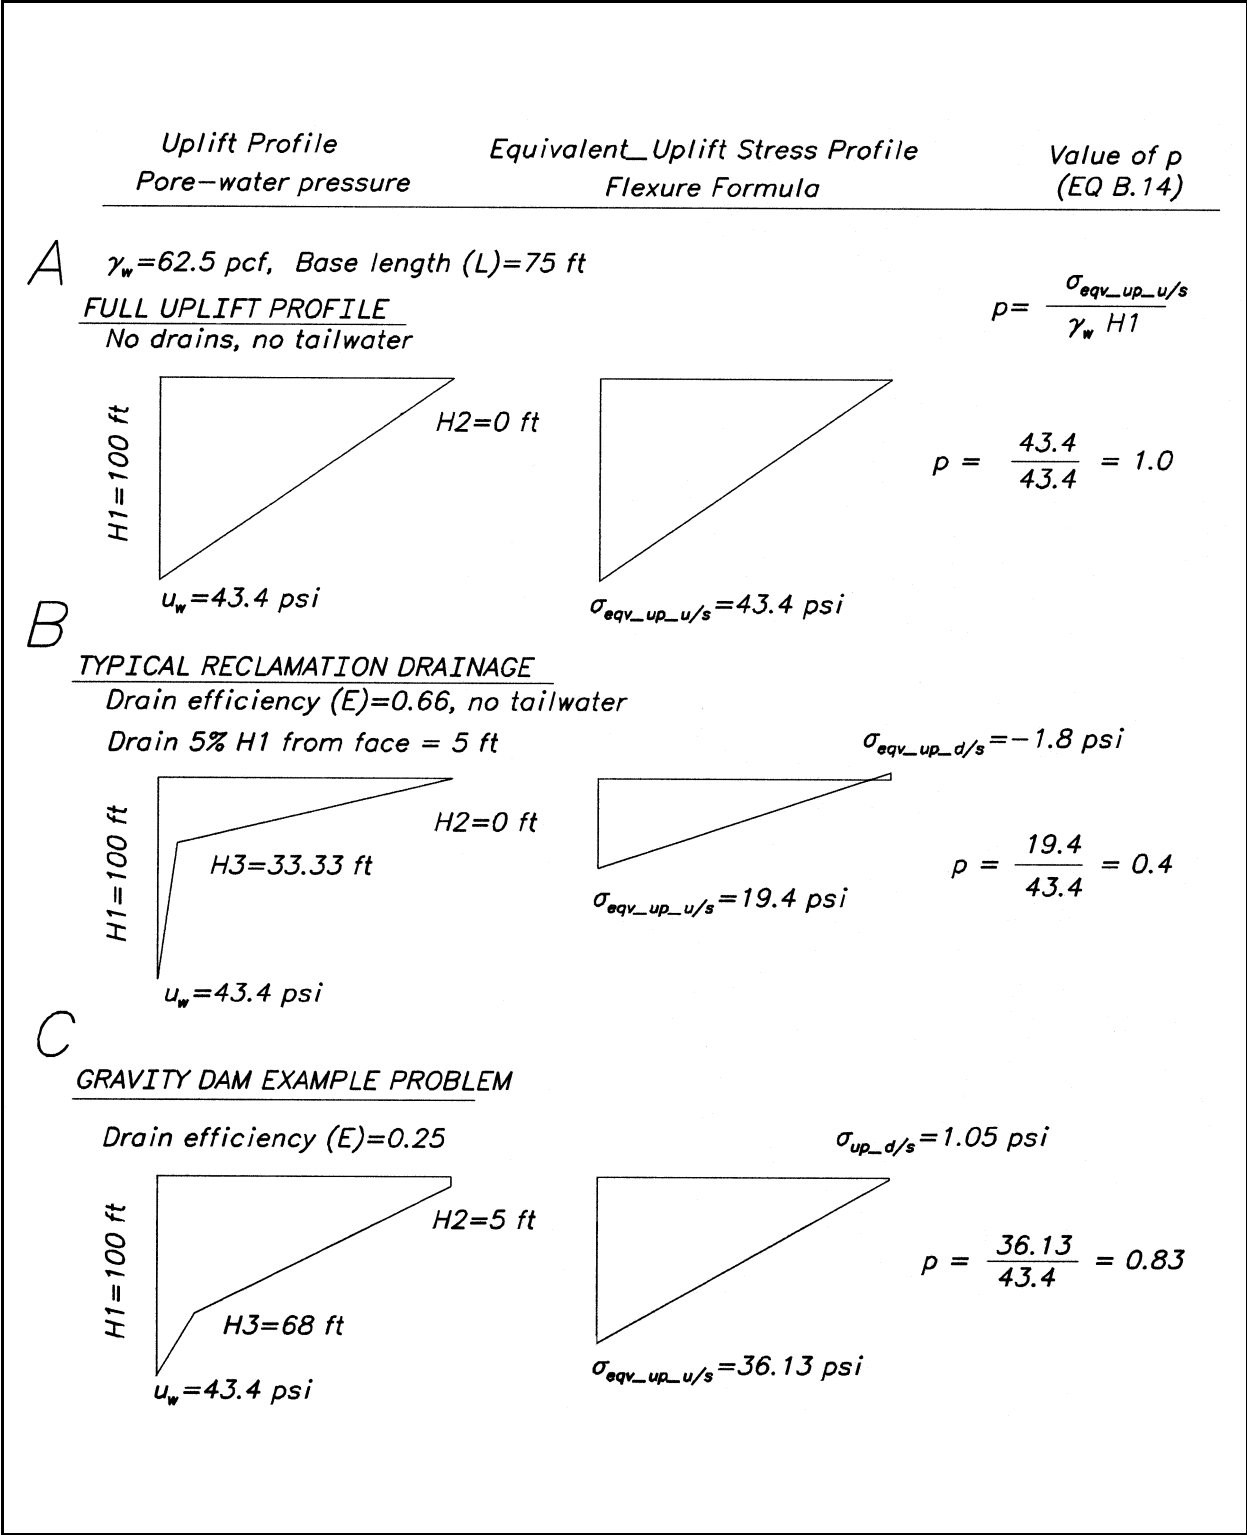 Uplift Profile
Pore-water pressure
Equivalent_Uplift Stress Profile
Flexure Formula
Value of p
(EQ B.14)
A
γw=62.5 pcf, Base length (L)=75 ft
FULL UPLIFT PROFILE
No drains, no tailwater
p= σeqv_up_u/s / γw H1
H1=100 ft
H2=0 ft
uw=43.4 psi
σeqv_up_u/s=43.4 psi
p = 43.4 / 43.4 = 1.0
B
TYPICAL RECLAMATION DRAINAGE
Drain efficiency (E)=0.66, no tailwater
Drain 5% H1 from face = 5 ft
H1=100 ft
H2=0 ft
H3=33.33 ft
uw=43.4 psi
σeqv_up_d/s=-1.8 psi
σeqv_up_u/s=19.4 psi
p = 19.4 / 43.4 = 0.4
C
GRAVITY DAM EXAMPLE PROBLEM
Drain efficiency (E)=0.25
H1=100 ft
H2=5 ft
H3=68 ft
uw=43.4 psi
σup_d/s=1.05 psi
σeqv_up_u/s=36.13 psi
p = 36.13 / 43.4 = 0.83